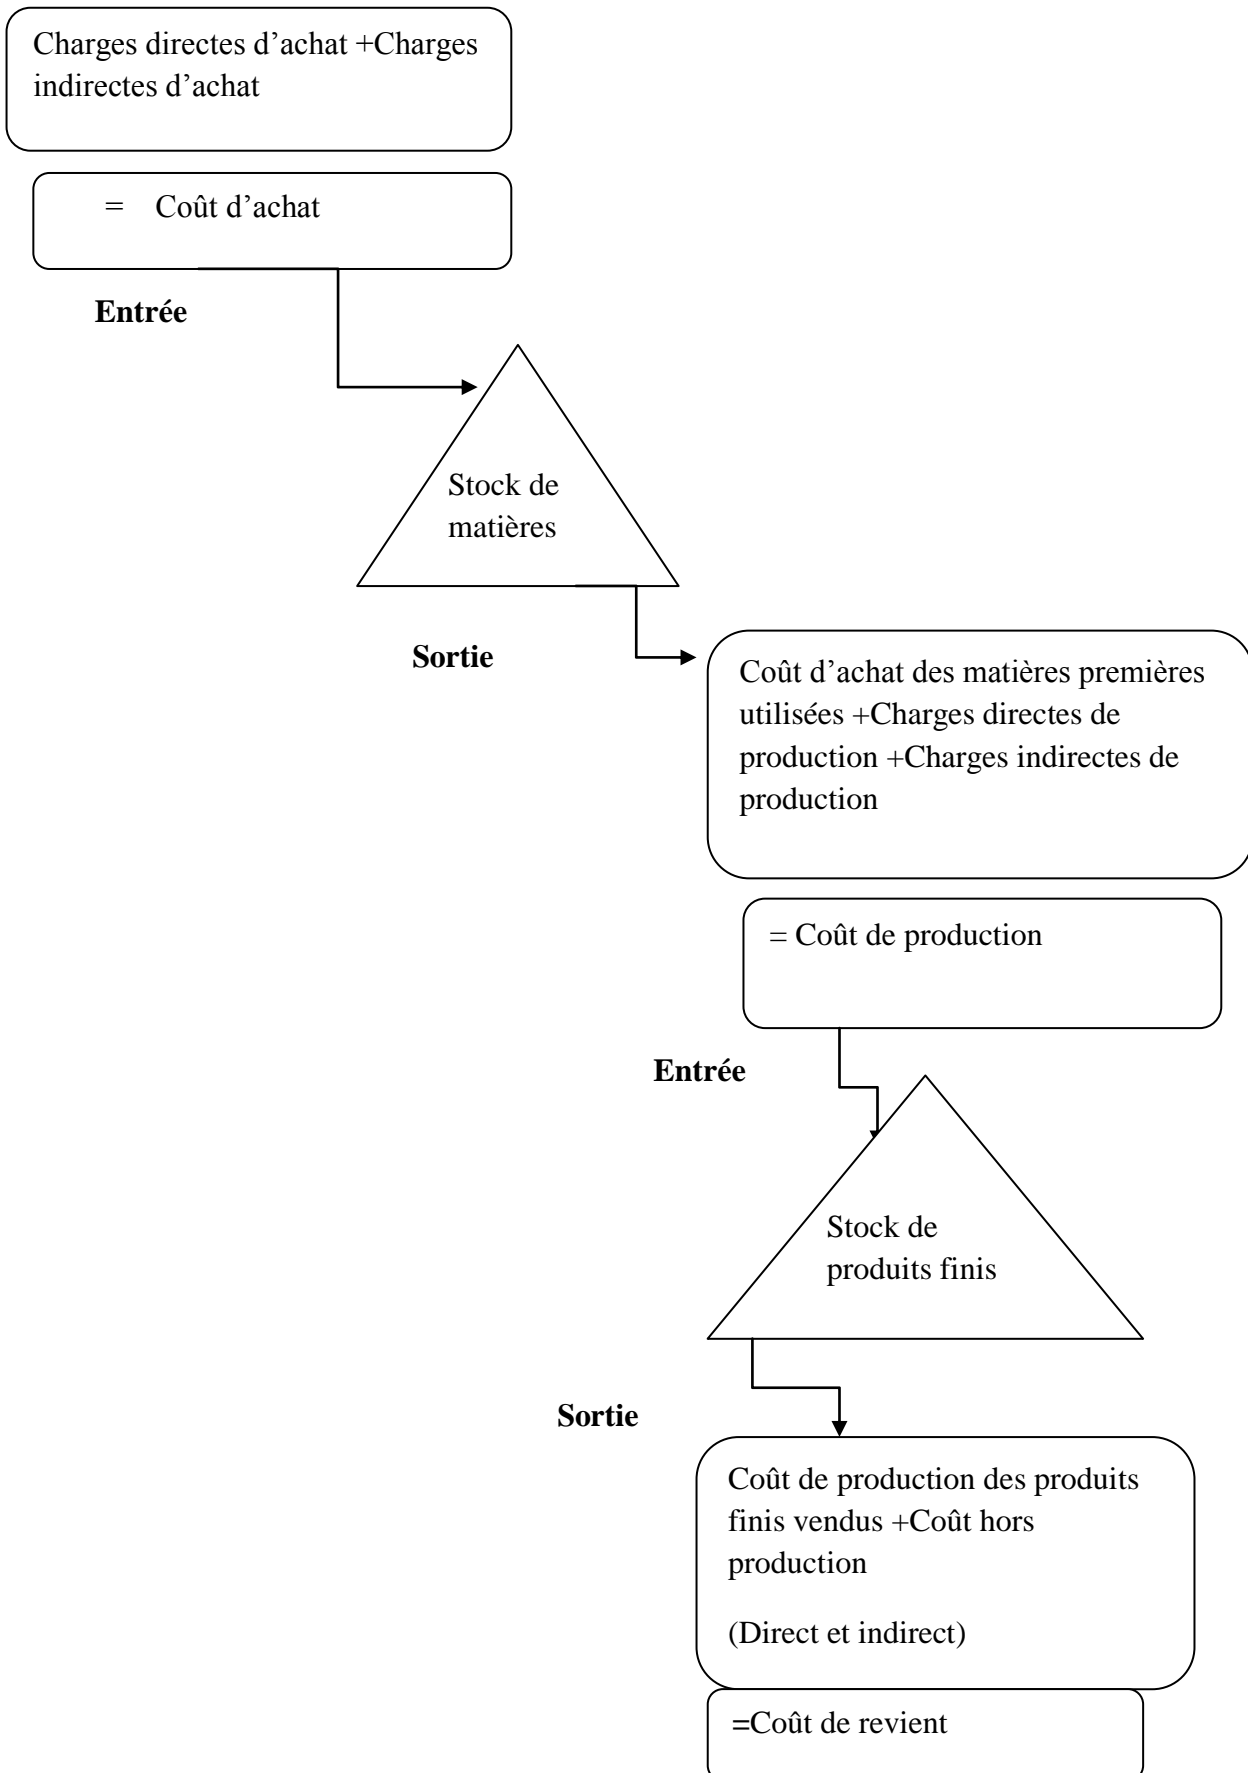 Charges directes d’achat +Charges
indirectes d’achat
= Coût d’achat
Entrée
Stock de
matières
Sortie
Coût d’achat des matières premières
utilisées +Charges directes de
production +Charges indirectes de
production
= Coût de production
Entrée
Stock de
produits finis
Sortie
Coût de production des produits
finis vendus +Coût hors
production
(Direct et indirect)
=Coût de revient